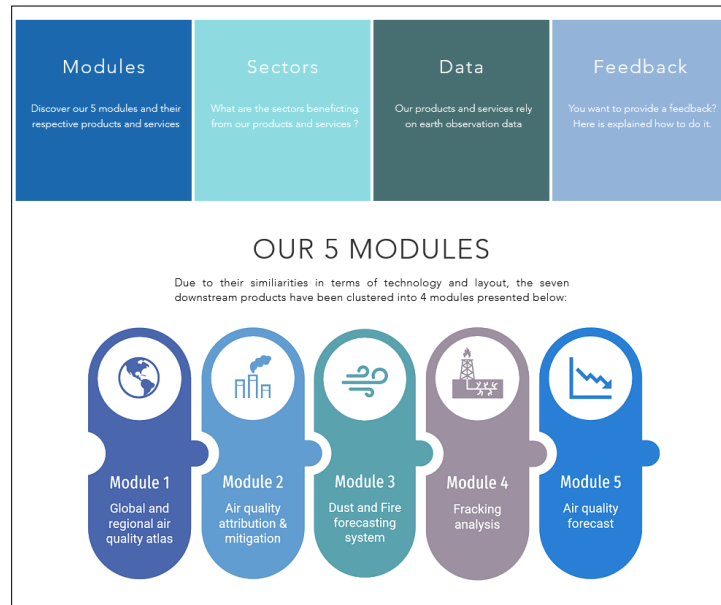 Modules
Discover our 5 modules and their
respective products and services
Sectors
What are the sectors beneficting
from our products and services ?
Data
Our products and services rely
on earth observation data
Feedback
You want to provide a feedback?
Here is explained how to do it.
OUR 5 MODULES
Due to their similiarities in terms of technology and layout, the seven
downstream products have been clustered into 4 modules presented below:
Module 1
Global and
regional air
quality atlas
Module 2
Air quality
attribution &
mitigation
Module 3
Dust and Fire
forecasting
system
Module 4
Fracking
analysis
Module 5
Air quality
forecast